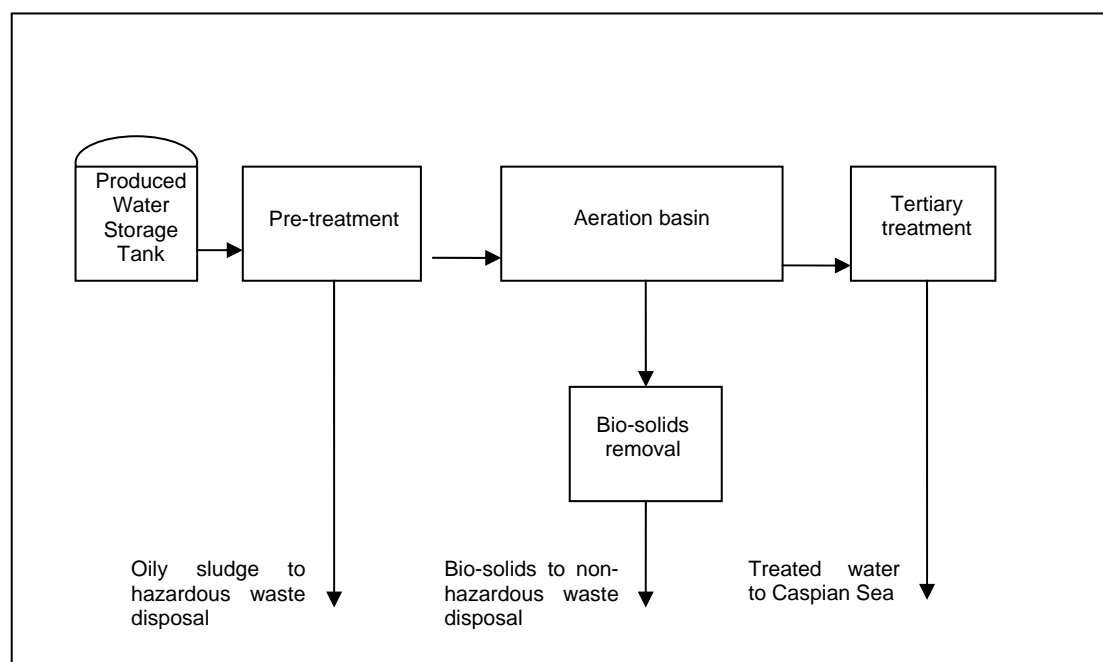 Produced
Water
Storage
Tank
Pre-treatment
Aeration basin
Tertiary
treatment
Bio-solids
removal
Oily sludge to
hazardous waste
disposal
Bio-solids to non-
hazardous waste
disposal
Treated water
to Caspian Sea